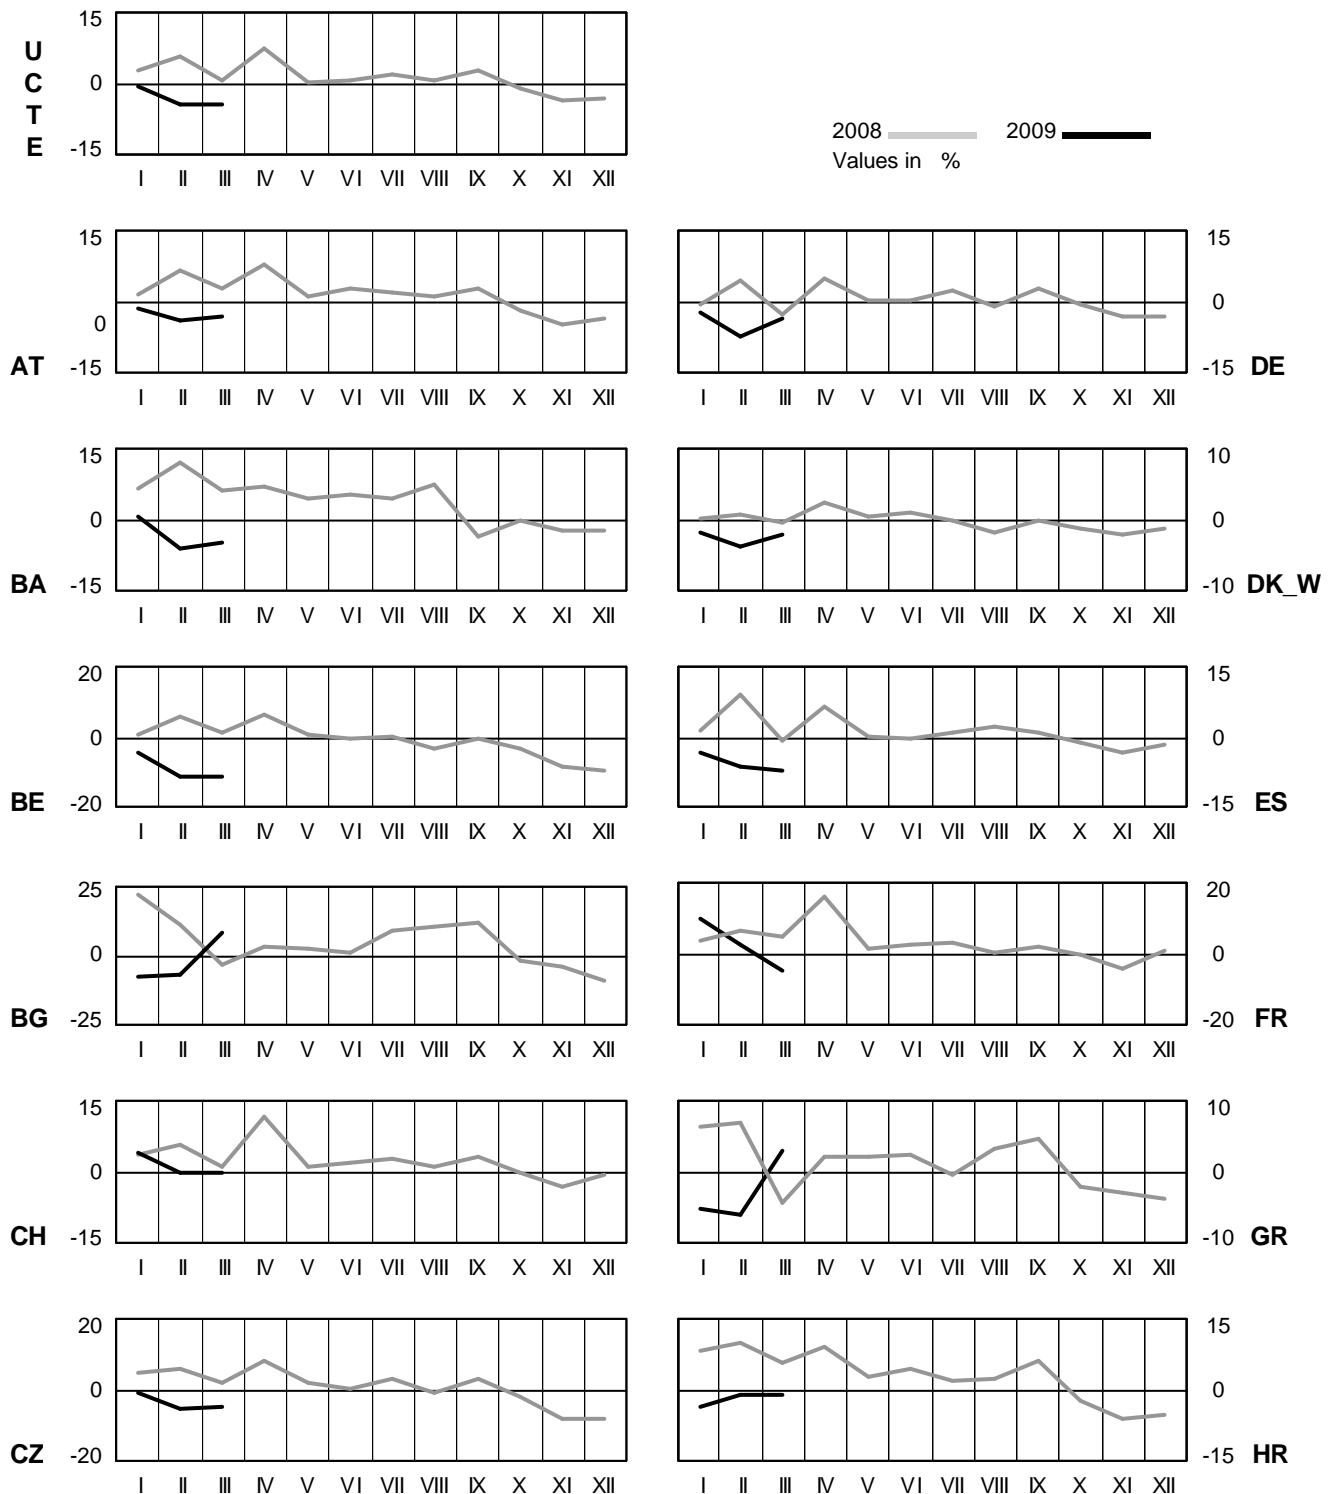 UCTE
15
0
-15
I II III IV V VI VII VIII IX X XI XII
2008 2009
Values in %
AT
15
0
-15
I II III IV V VI VII VIII IX X XI XII
15
0
-15 DE
I II III IV V VI VII VIII IX X XI XII
15
0
BA -15
I II III IV V VI VII VIII IX X XI XII
10
0
-10 DK_W
I II III IV V VI VII VIII IX X XI XII
20
0
BE -20
I II III IV V VI VII VIII IX X XI XII
15
0
-15 ES
I II III IV V VI VII VIII IX X XI XII
25
0
BG -25
I II III IV V VI VII VIII IX X XI XII
20
0
-20 FR
I II III IV V VI VII VIII IX X XI XII
15
0
CH -15
I II III IV V VI VII VIII IX X XI XII
10
0
-10 GR
I II III IV V VI VII VIII IX X XI XII
20
0
CZ -20
I II III IV V VI VII VIII IX X XI XII
15
0
-15 HR
I II III IV V VI VII VIII IX X XI XII